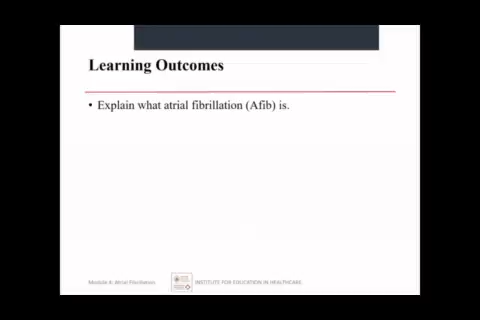 Learning Outcomes
• Explain what atrial fibrillation (Afib) is.
Module 4: Atrial Fibrillation INSTITUTE FOR EDUCATION IN HEALTHCARE